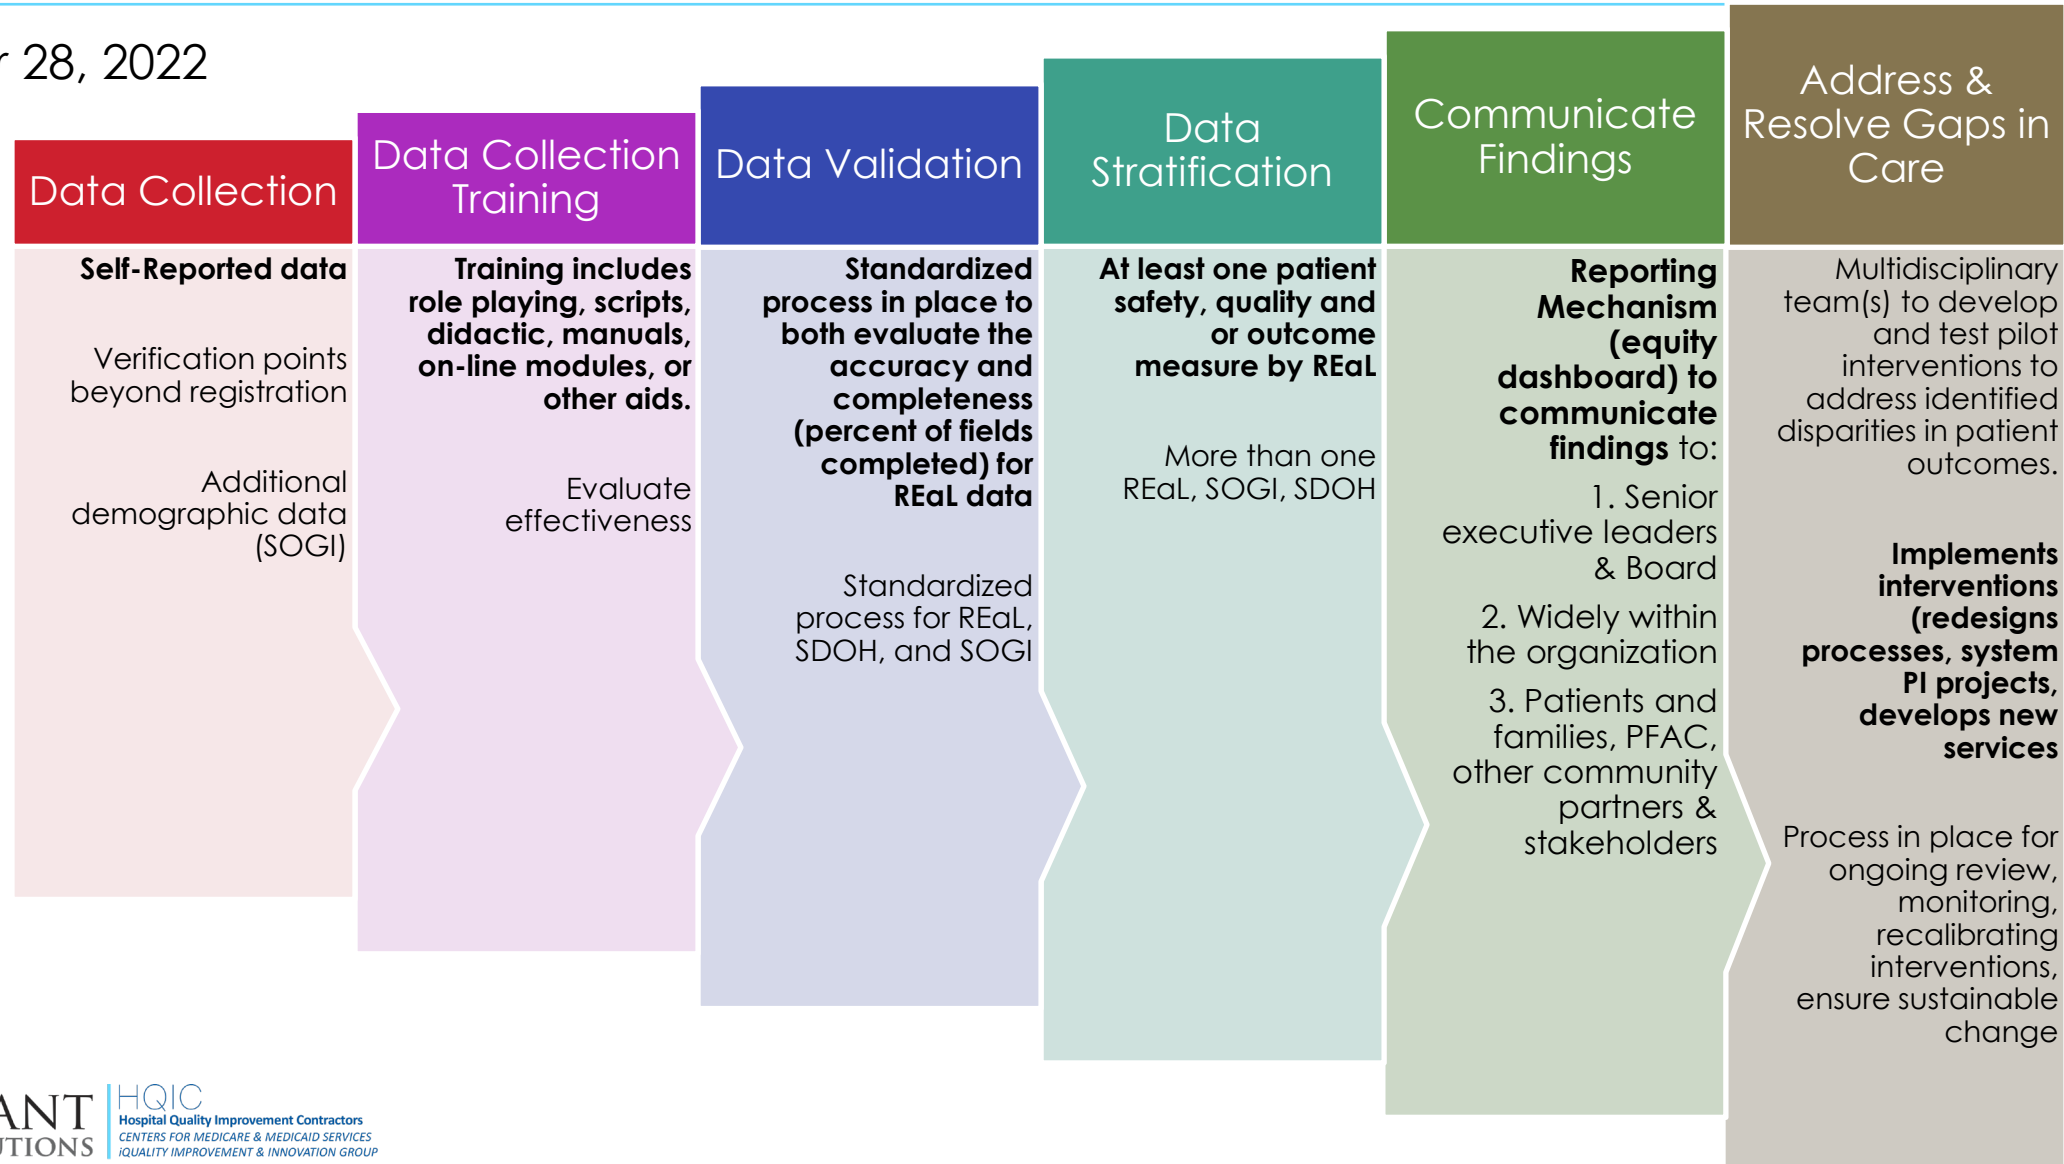 r 28, 2022
Data Collection
Self-Reported data
Verification points
beyond registration
Additional
demographic data
(SOGI)
Data Collection
Training
Training includes
role playing, scripts,
didactic, manuals,
on-line modules, or
other aids.
Evaluate
effectiveness
Data Validation
Standardized
process in place to
both evaluate the
accuracy and
completeness
(percent of fields
completed) for
REaL data
Standardized
process for REaL,
SDOH, and SOGI
Data
Stratification
At least one patient
safety, quality and
or outcome
measure by REaL
More than one
REaL, SOGI, SDOH
Communicate
Findings
Reporting
Mechanism
(equity
dashboard) to
communicate
findings to:
1. Senior
executive leaders
& Board
2. Widely within
the organization
3. Patients and
families, PFAC,
other community
partners &
stakeholders
Address &
Resolve Gaps in
Care
Multidisciplinary
team(s) to develop
and test pilot
interventions to
address identified
disparities in patient
outcomes.
Implements
interventions
(redesigns
processes, system
PI projects,
develops new
services
Process in place for
ongoing review,
monitoring,
recalibrating
interventions,
ensure sustainable
change
ANT
UTIONS
HQIC
Hospital Quality Improvement Contractors
CENTERS FOR MEDICARE & MEDICAID SERVICES
iQUALITY IMPROVEMENT & INNOVATION GROUP